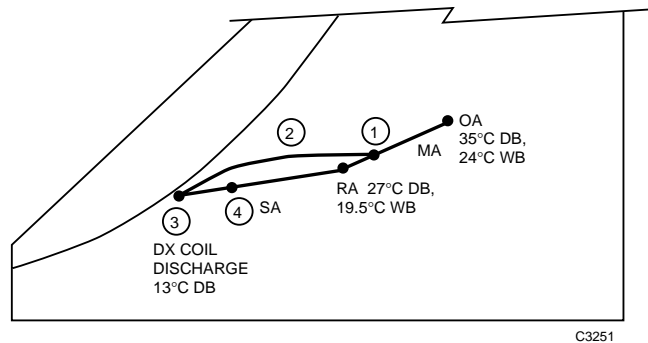 OA
35°C DB,
24°C WB
1
2
MA
RA 27°C DB,
19.5°C WB
4
SA
3
DX COIL
DISCHARGE
13°C DB
C3251